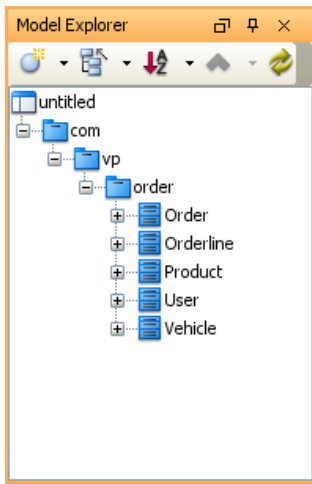 Model Explorer
untitled
com
vp
order
Order
Orderline
Product
User
Vehicle